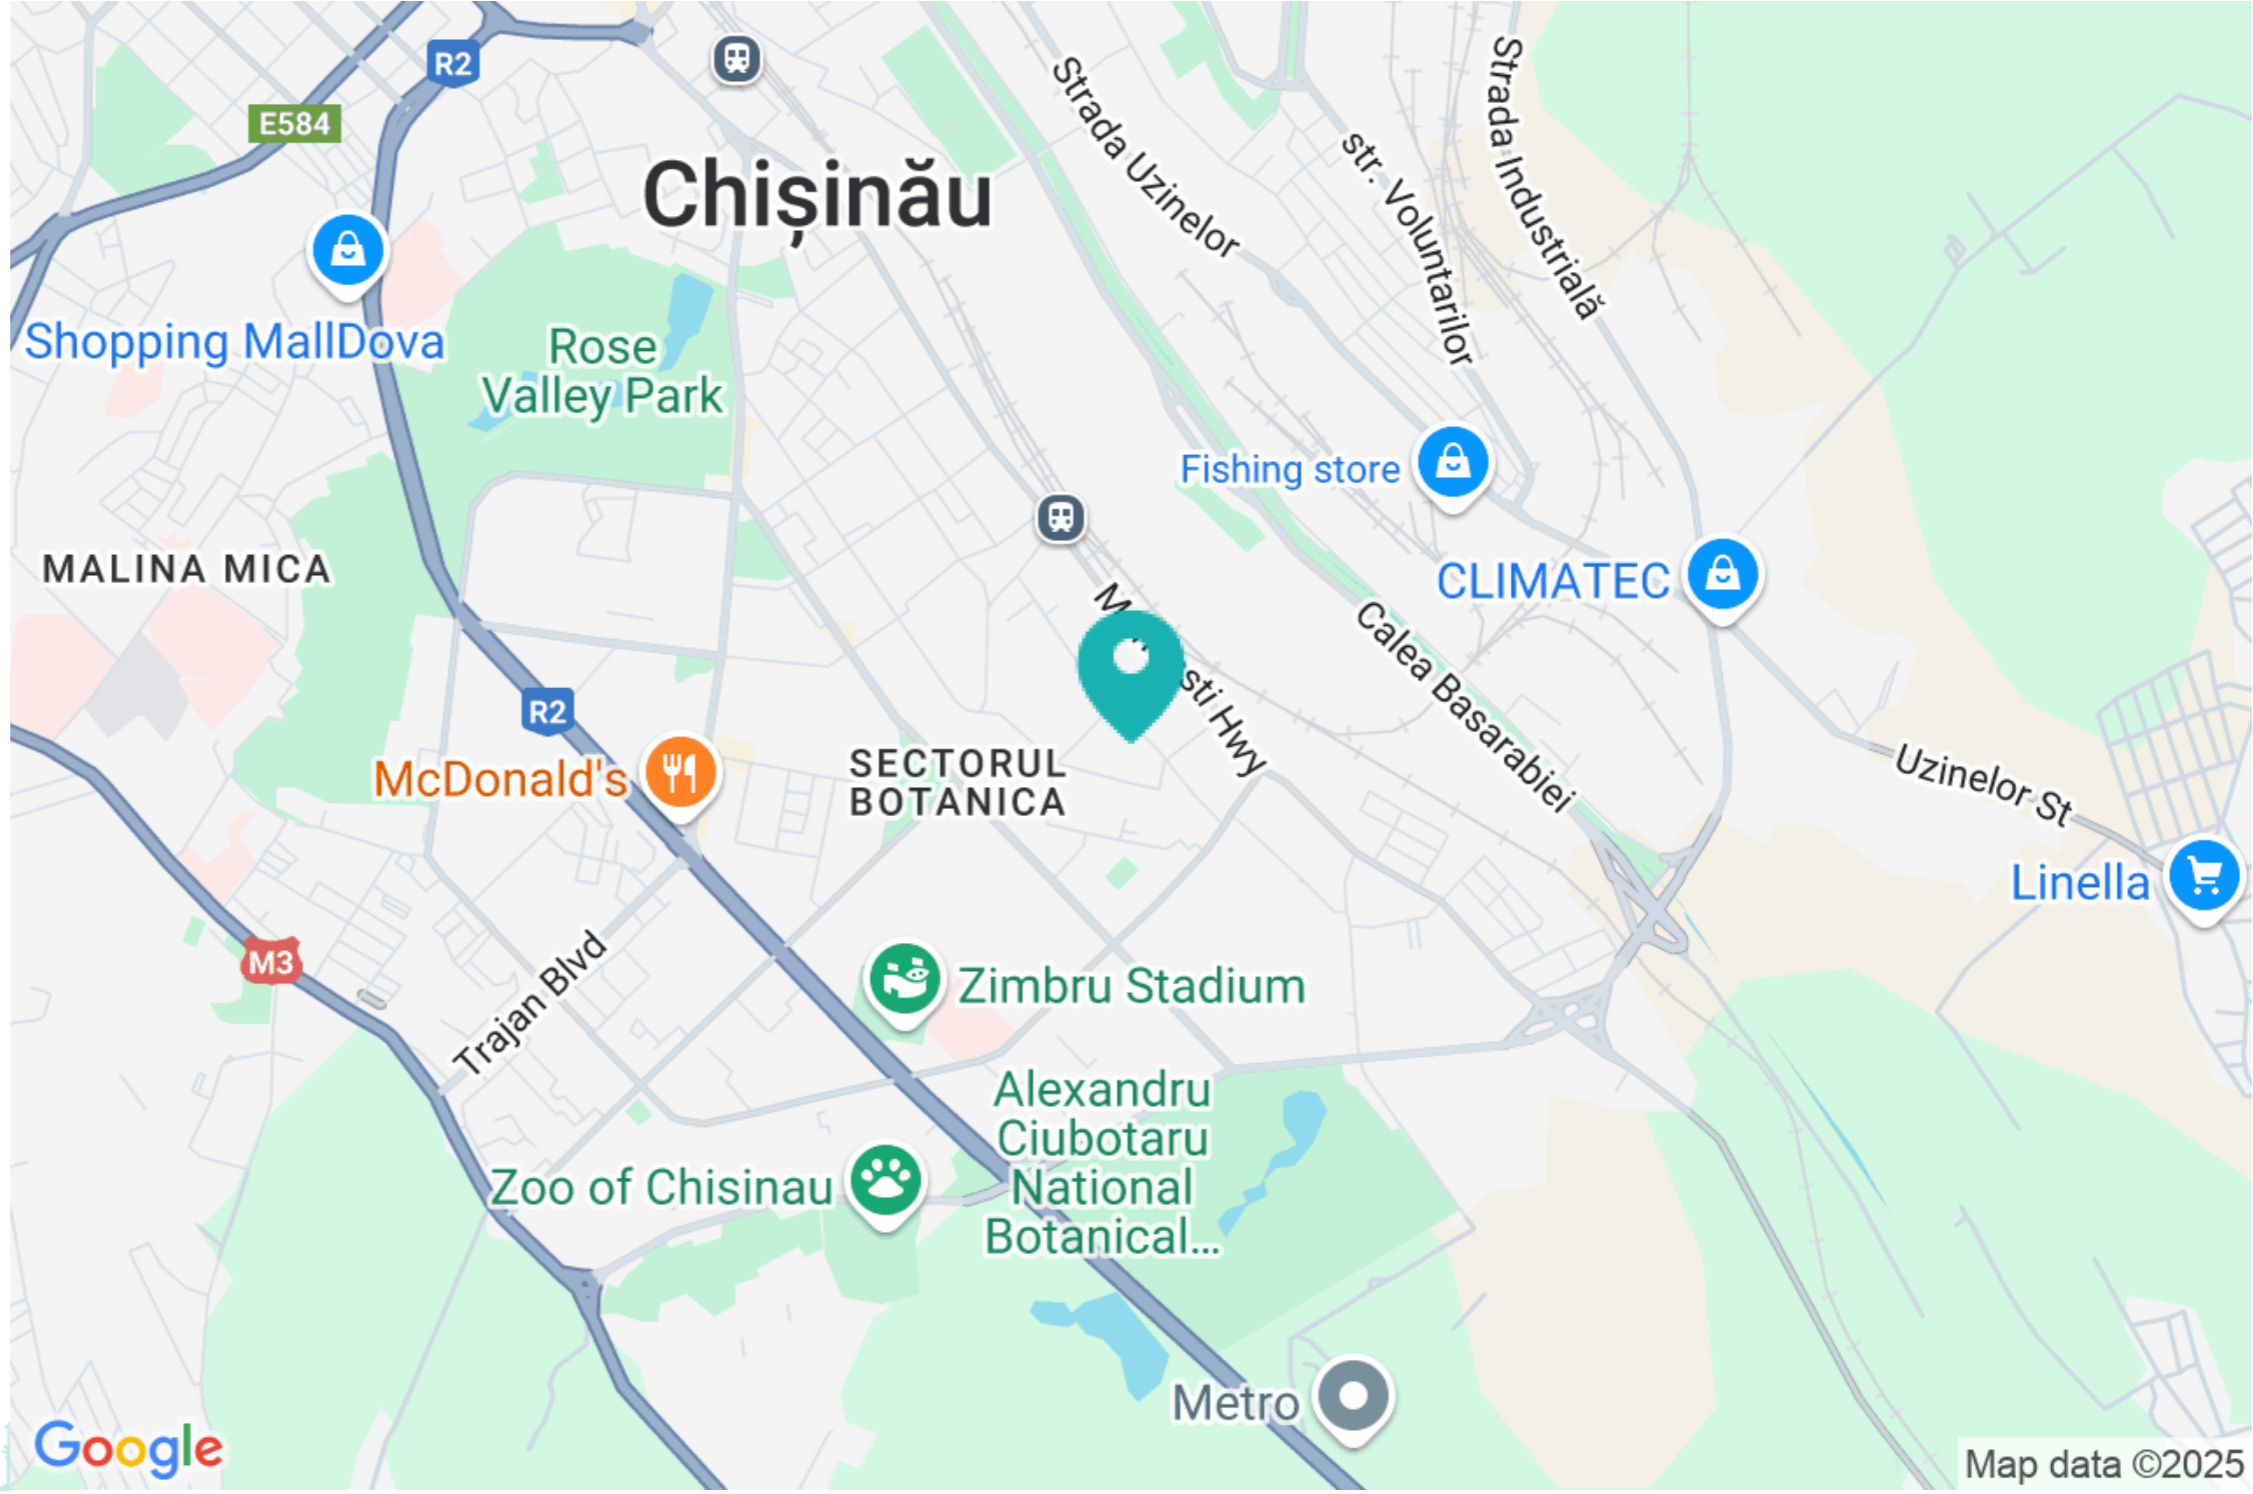 R2
E584
Chișinău
Strada Uzinelor
str. Voluntarilor
Strada Industrială
Shopping MallDova
Rose
Valley Park
Fishing store
MALINA MICA
CLIMATEC
Calea Basarabiei
Hwy
R2
McDonald's
SECTORUL
BOTANICA
Uzinelor St
Linella
M3
Trajan Blvd
Zimbru Stadium
Alexandru
Ciubotaru
National
Botanical...
Zoo of Chisinau
Metro
Google
Map data ©2025